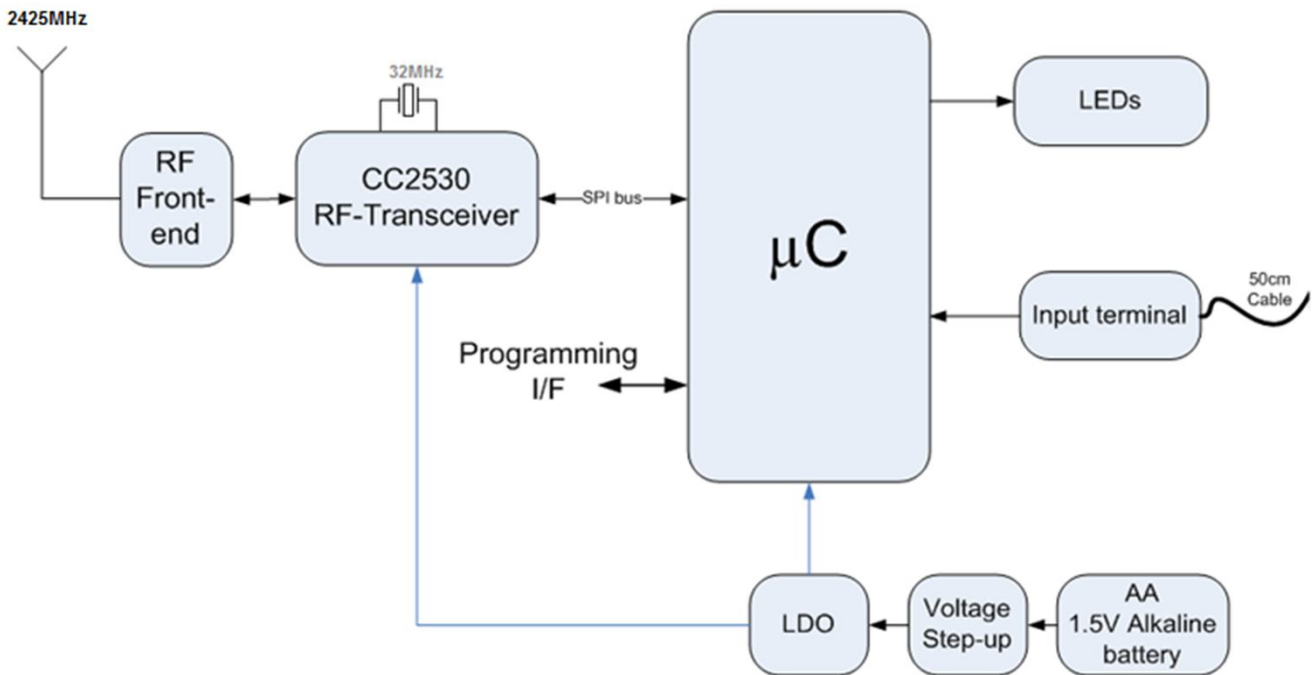 2425MHz
32MHz
RF
Front-
end
CC2530
RF-Transceiver
SPI bus
μC
LEDs
Input terminal
50cm
Cable
Programming
I/F
LDO
Voltage
Step-up
AA
1.5V Alkaline
battery